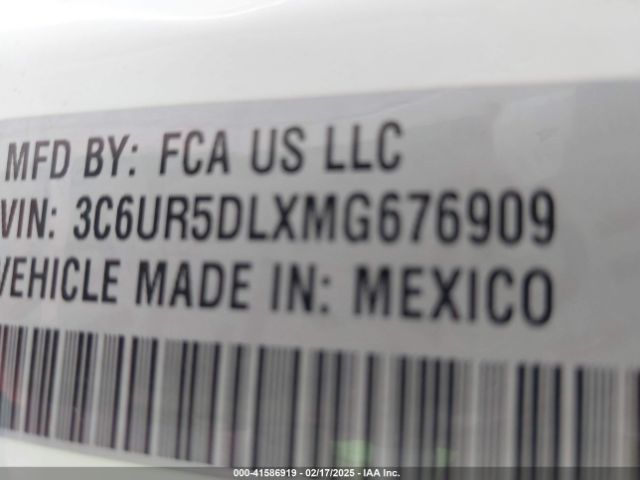 MFD BY: FCA US LLC
VIN: 3C6UR5DLXMG676909
VEHICLE MADE IN: MEXICO
000-41586919 - 02/17/2025 - IAA Inc.